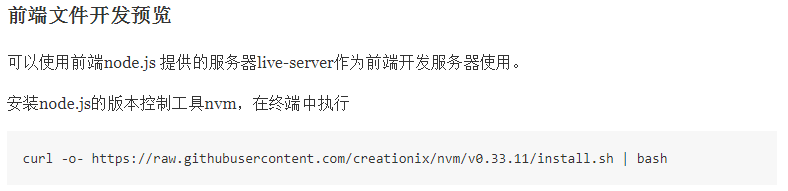 前端文件开发预览
可以使用前端node.js 提供的服务器live-server作为前端开发服务器使用。
安装node.js的版本控制工具nvm，在终端中执行
curl -o- https://raw.githubusercontent.com/creationix/nvm/v0.33.11/install.sh | bash